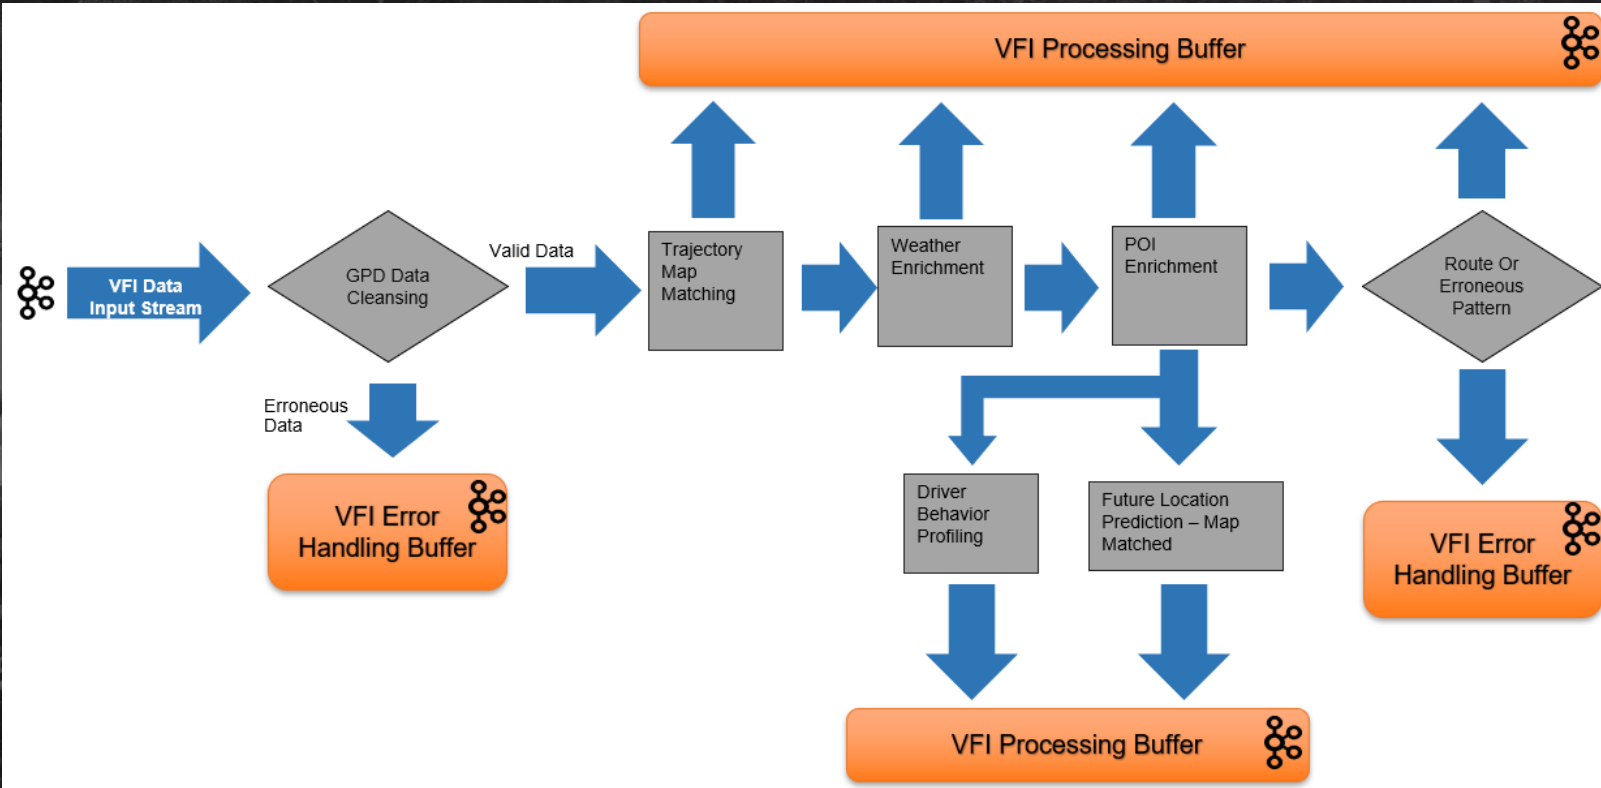 VFI Processing Buffer
VFI Data
Input Stream
GPD Data
Cleansing
Valid Data
Trajectory
Map
Matching
Weather
Enrichment
POI
Enrichment
Route Or
Erroneous
Pattern
Erroneous
Data
VFI Error
Handling Buffer
Driver
Behavior
Profiling
Future Location
Prediction – Map
Matched
VFI Error
Handling Buffer
VFI Processing Buffer